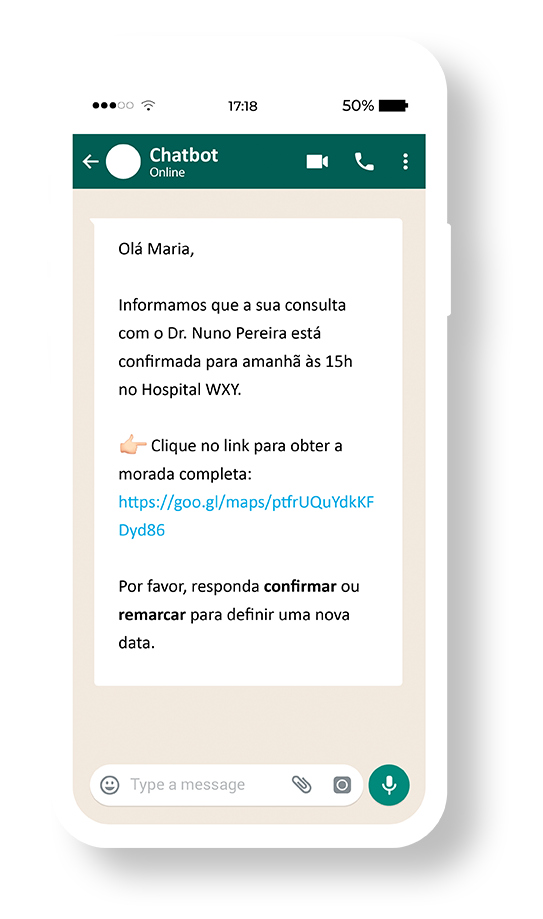 17:18
50%
Chatbot
Online
Olá Maria,
Informamos que a sua consulta
com o Dr. Nuno Pereira está
confirmada para amanhã às 15h
no Hospital WXY.
👉🏻 Clique no link para obter a
morada completa:
https://goo.gl/maps/ptfrUQuYdkKF
Dyd86
Por favor, responda confirmar ou
remarcar para definir uma nova
data.
Type a message